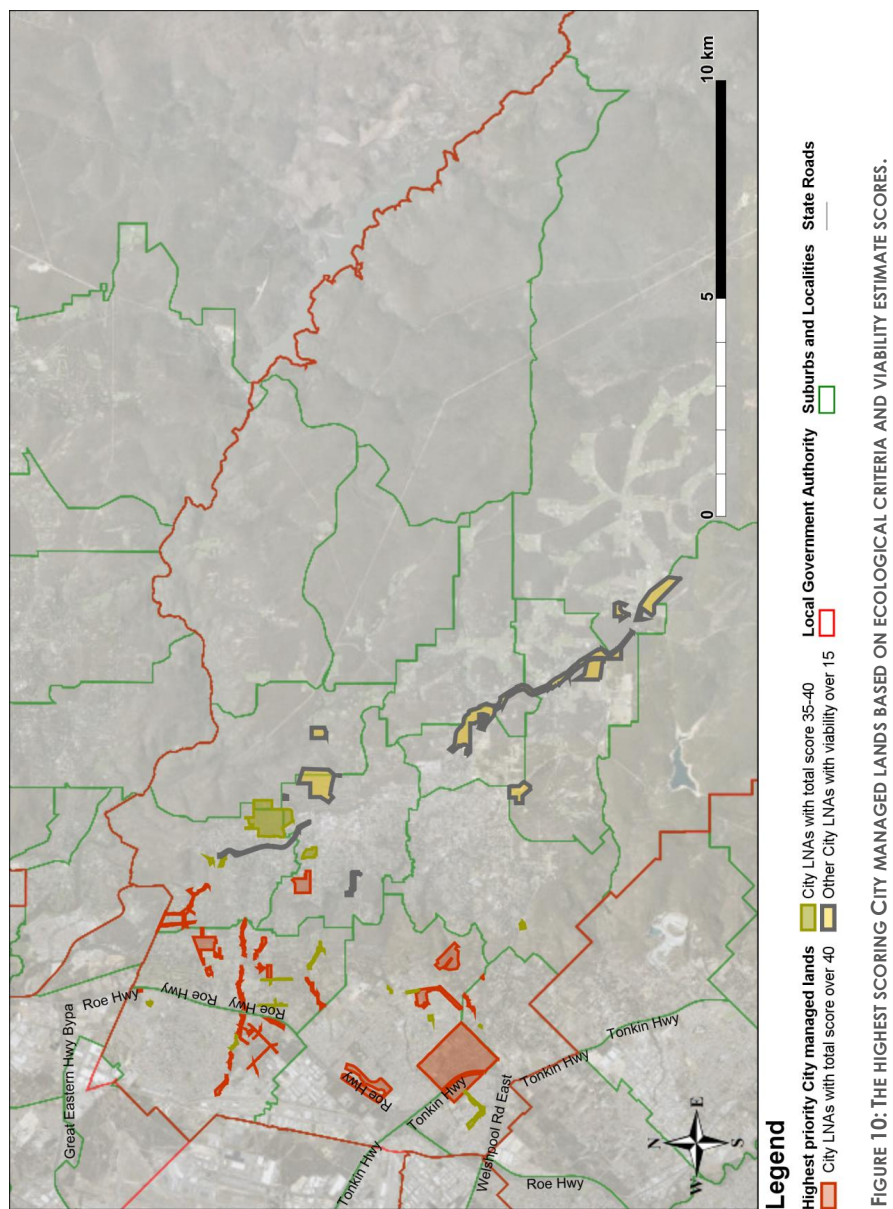 Great Eastern Hwy Bypa
Roe Hwy
Roe Hwy
Roe Hwy
Roe Hwy
Tonkin Hwy
Tonkin Hwy
Welshpool Rd East
Roe Hwy
Tonkin Hwy
Tonkin Hwy
N
E
S
W
0
5
10 km
Legend
Highest priority City managed lands
City LNAs with total score over 40
City LNAs with total score 35-40
Other City LNAs with viability over 15
Local Government Authority
Suburbs and Localities
State Roads
FIGURE 10: THE HIGHEST SCORING CITY MANAGED LANDS BASED ON ECOLOGICAL CRITERIA AND VIABILITY ESTIMATE SCORES.